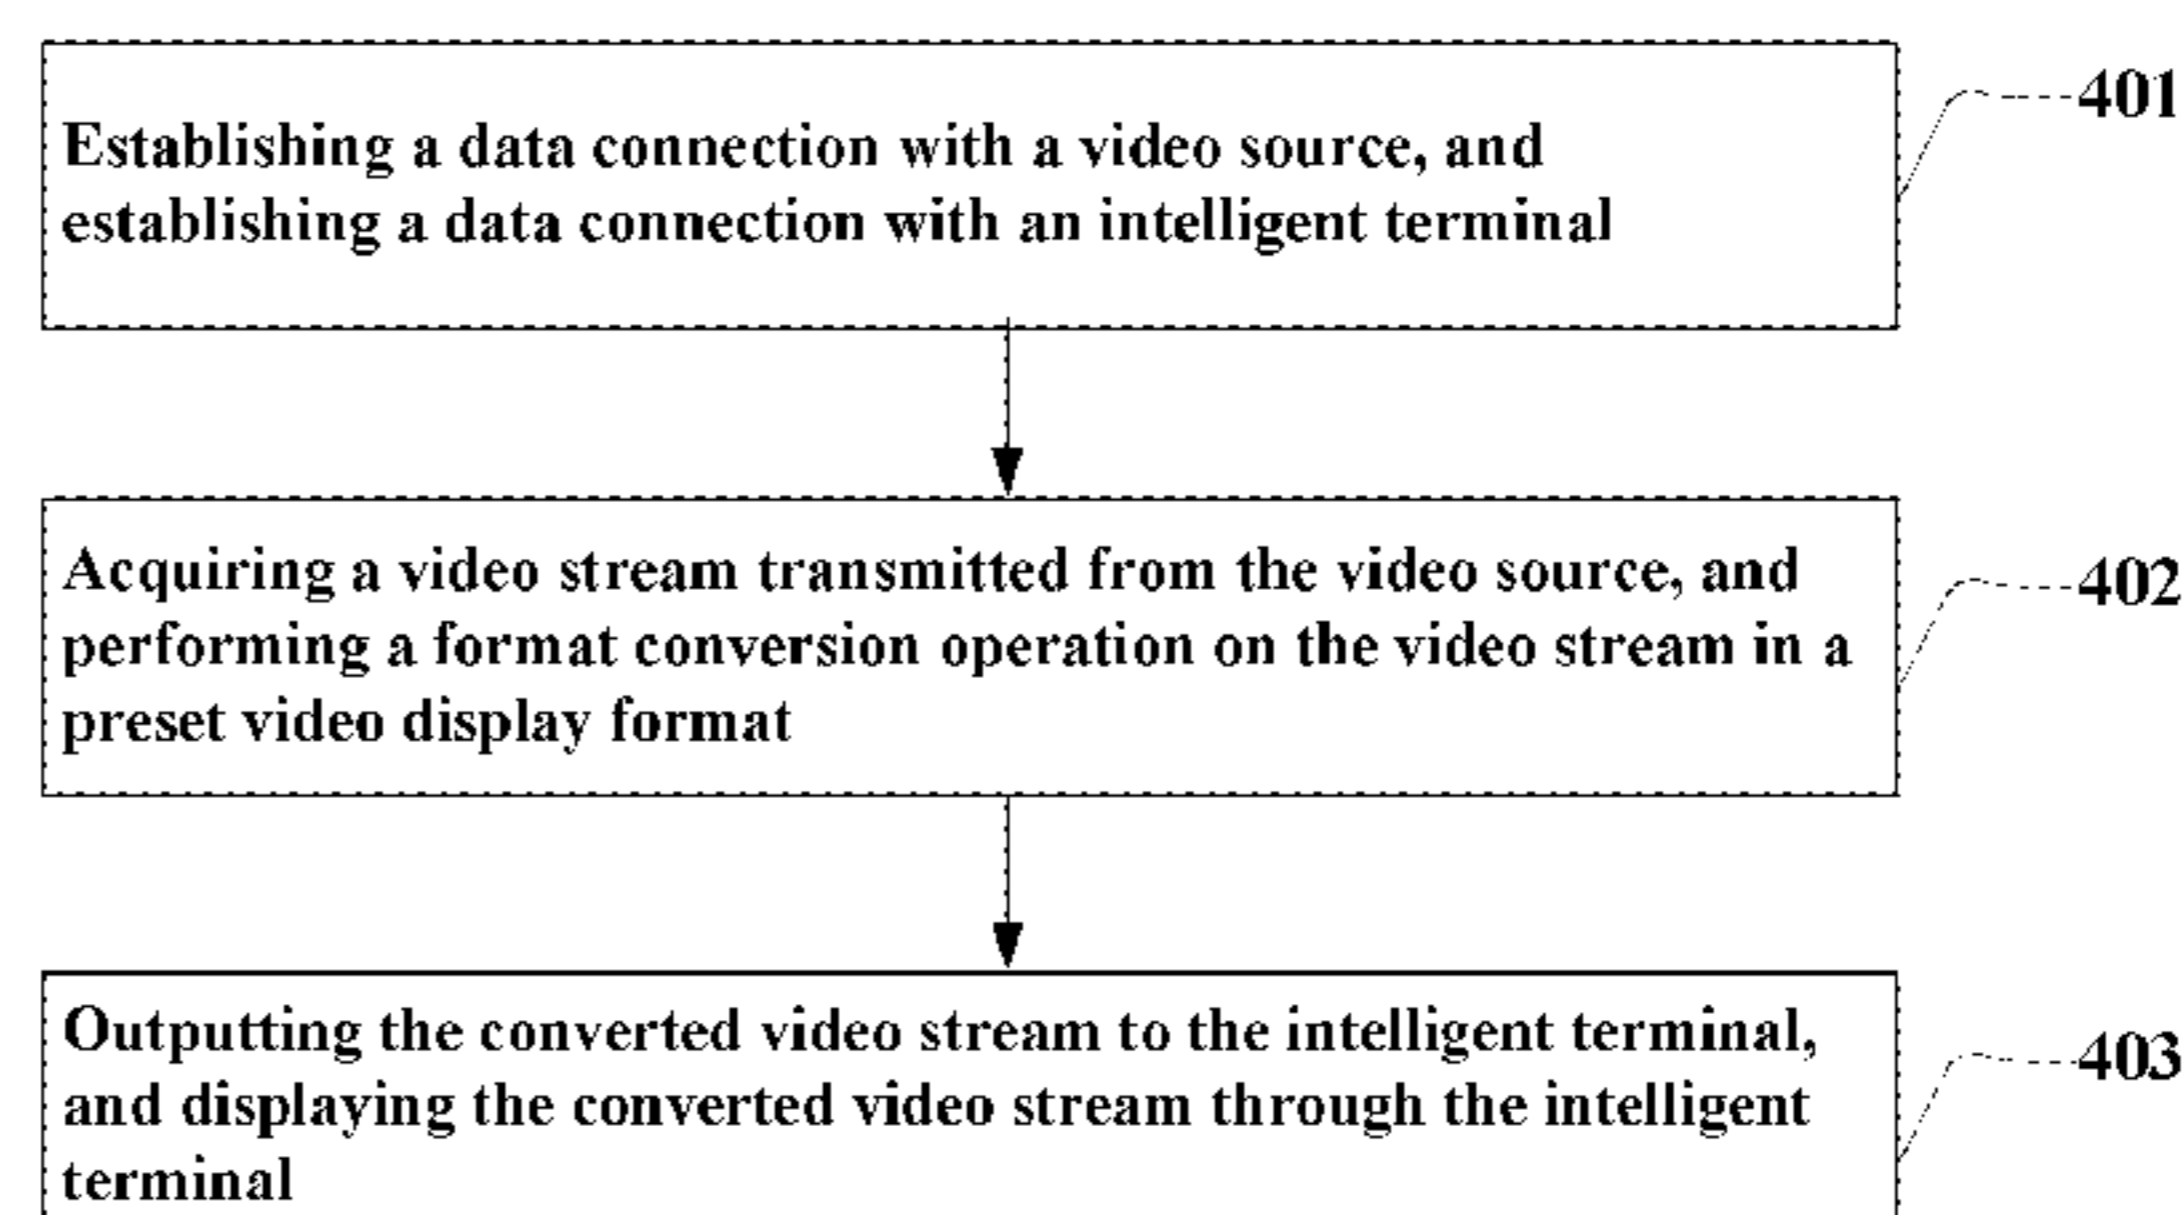 401
Establishing a data connection with a video source, and
establishing a data connection with an intelligent terminal
402
Acquiring a video stream transmitted from the video source, and
performing a format conversion operation on the video stream in a
preset video display format
403
Outputting the converted video stream to the intelligent terminal,
and displaying the converted video stream through the intelligent
terminal